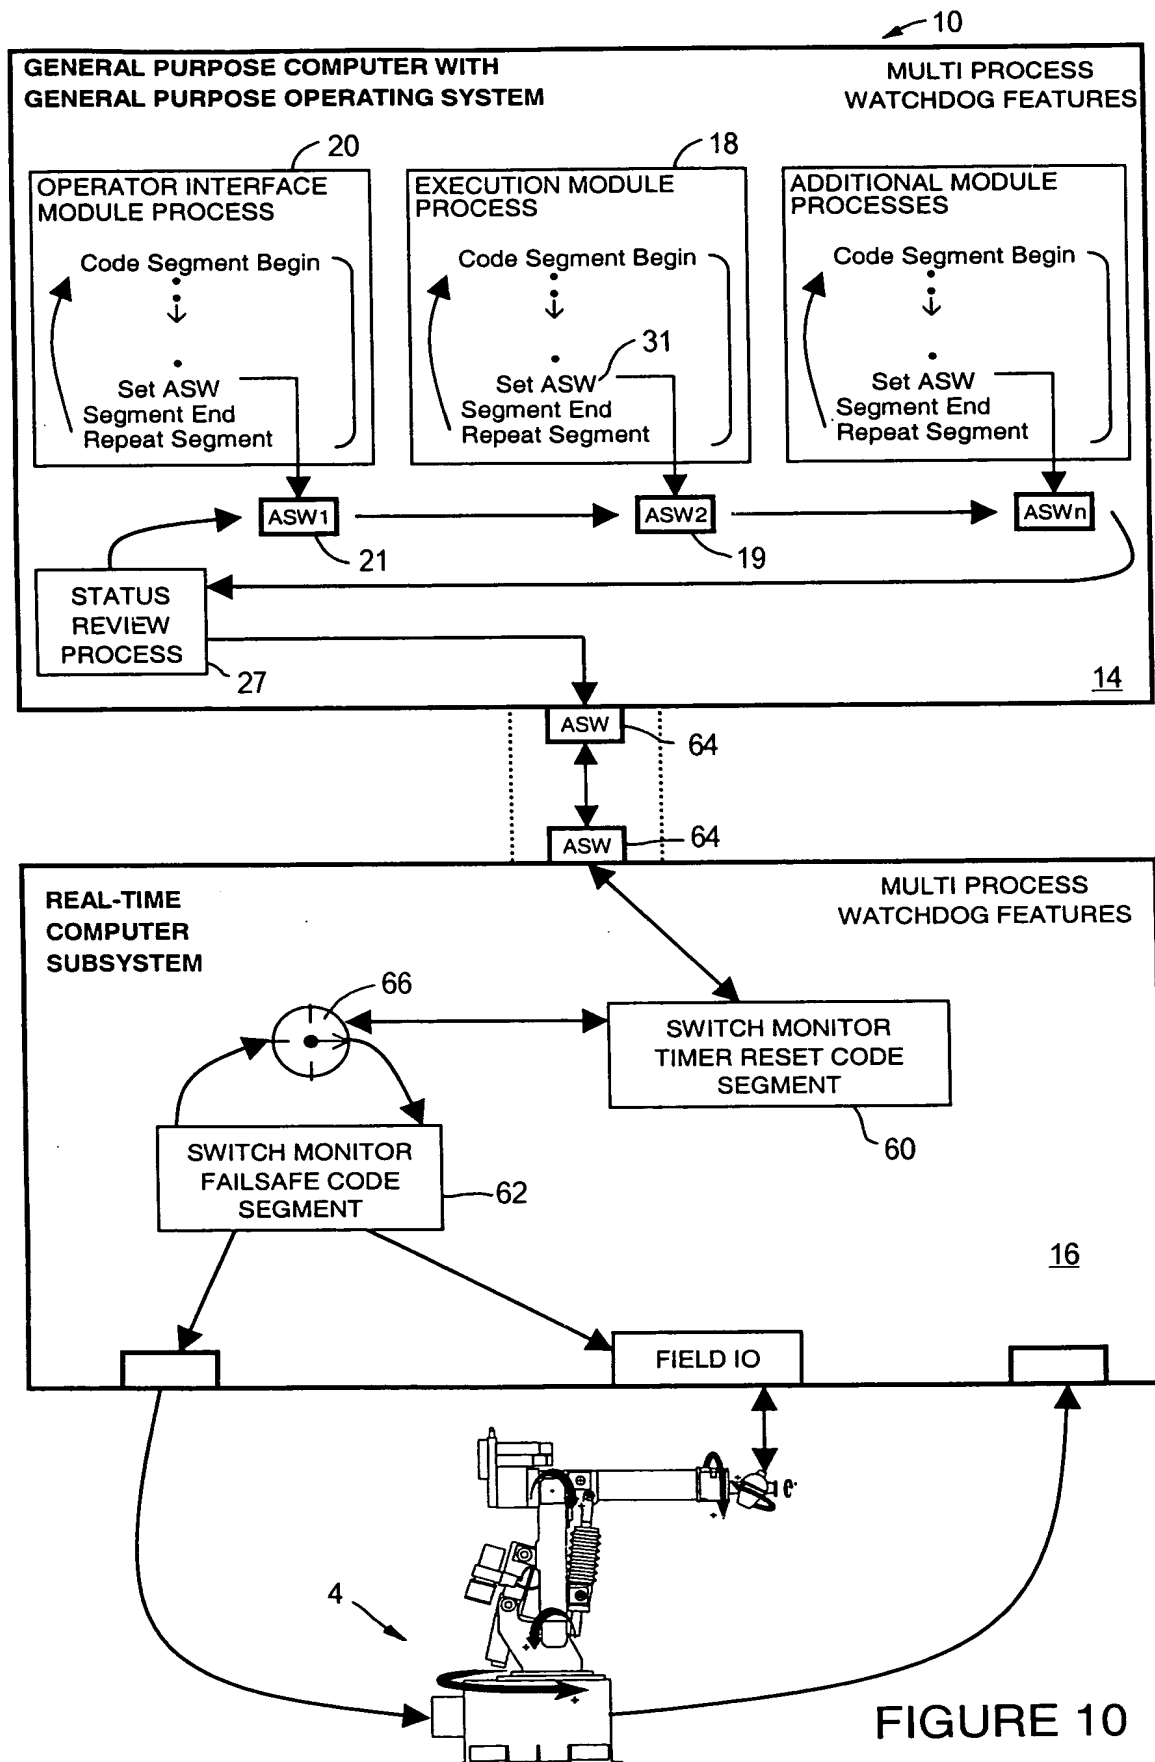 10
GENERAL PURPOSE COMPUTER WITH
GENERAL PURPOSE OPERATING SYSTEM
MULTI PROCESS
WATCHDOG FEATURES
20
OPERATOR INTERFACE
MODULE PROCESS
Code Segment Begin
Set ASW
Segment End
Repeat Segment
18
EXECUTION MODULE
PROCESS
Code Segment Begin
31
Set ASW
Segment End
Repeat Segment
ADDITIONAL MODULE
PROCESSES
Code Segment Begin
Set ASW
Segment End
Repeat Segment
ASW1
ASW2
ASWn
21
19
STATUS
REVIEW
PROCESS
27
14
ASW
64
ASW
64
REAL-TIME
COMPUTER
SUBSYSTEM
MULTI PROCESS
WATCHDOG FEATURES
66
SWITCH MONITOR
TIMER RESET CODE
SEGMENT
60
SWITCH MONITOR
FAILSAFE CODE
SEGMENT
62
16
FIELD IO
4
FIGURE 10